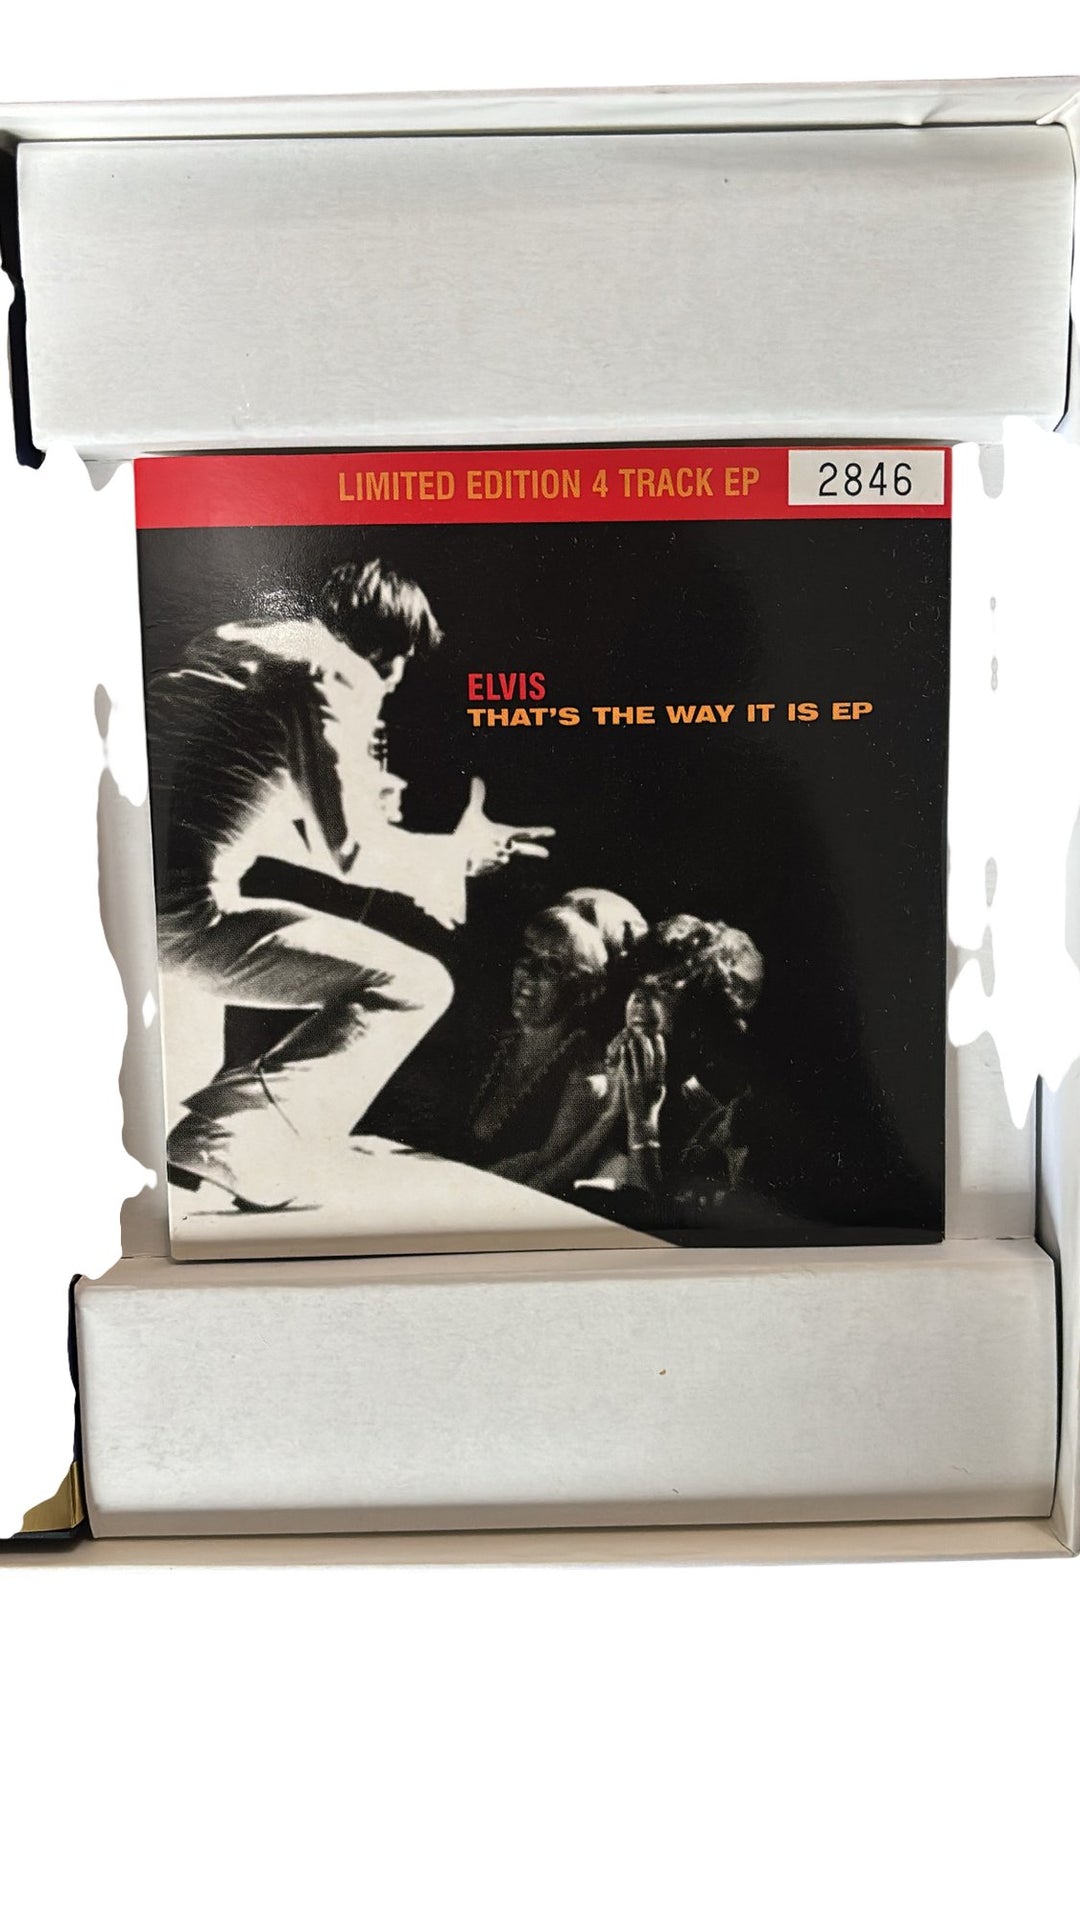 LIMITED EDITION 4 TRACK EP 2846
ELVIS
THAT'S THE WAY IT IS EP